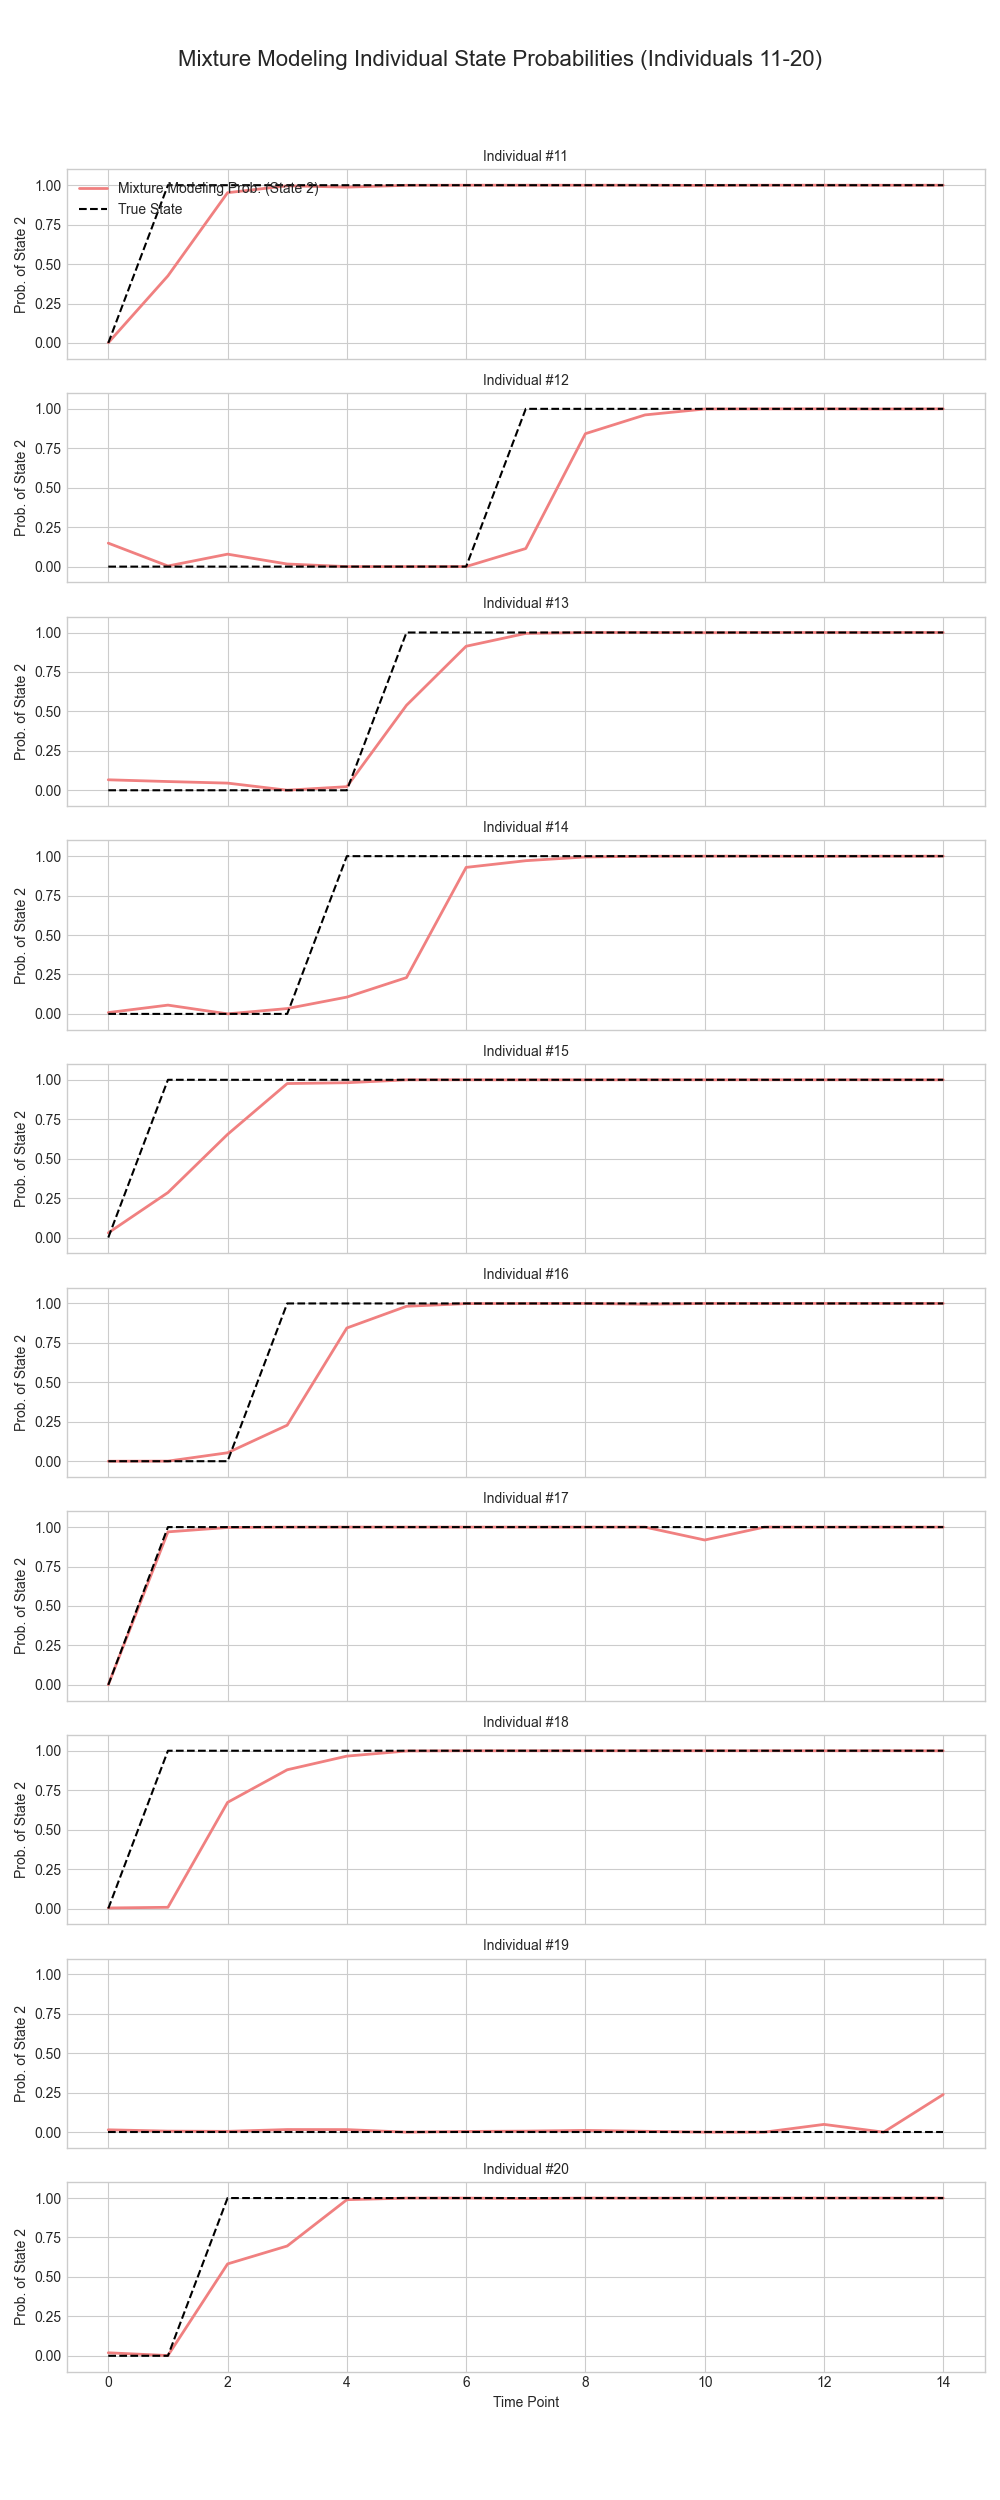 Mixture Modeling Individual State Probabilities (Individuals 11-20)
Individual #11
Mixture Modeling Prob. (State 2)
True State
Prob. of State 2
1.00
0.75
0.50
0.25
0.00
Individual #12
Prob. of State 2
1.00
0.75
0.50
0.25
0.00
Individual #13
Prob. of State 2
1.00
0.75
0.50
0.25
0.00
Individual #14
Prob. of State 2
1.00
0.75
0.50
0.25
0.00
Individual #15
Prob. of State 2
1.00
0.75
0.50
0.25
0.00
Individual #16
Prob. of State 2
1.00
0.75
0.50
0.25
0.00
Individual #17
Prob. of State 2
1.00
0.75
0.50
0.25
0.00
Individual #18
Prob. of State 2
1.00
0.75
0.50
0.25
0.00
Individual #19
Prob. of State 2
1.00
0.75
0.50
0.25
0.00
Individual #20
Prob. of State 2
1.00
0.75
0.50
0.25
0.00
0 2 4 6 8 10 12 14
Time Point